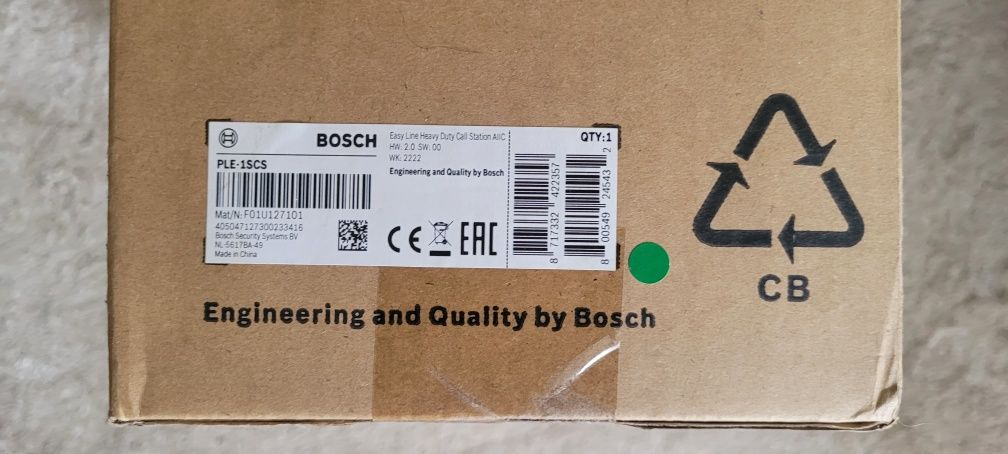 BOSCH
PLE-1SCS
Mat/N: F01U127101
405047127300233416
Bosch Security Systems BV
NL-5617BA-49
Made in China
Easy Line Heavy Duty Call Station AllC
HW: 2.0 SW: 00
WK: 2222
Engineering and Quality by Bosch
CE EAC
QTY:1
8 717332 422357
8 00549 24543 2
Engineering and Quality by Bosch
CB